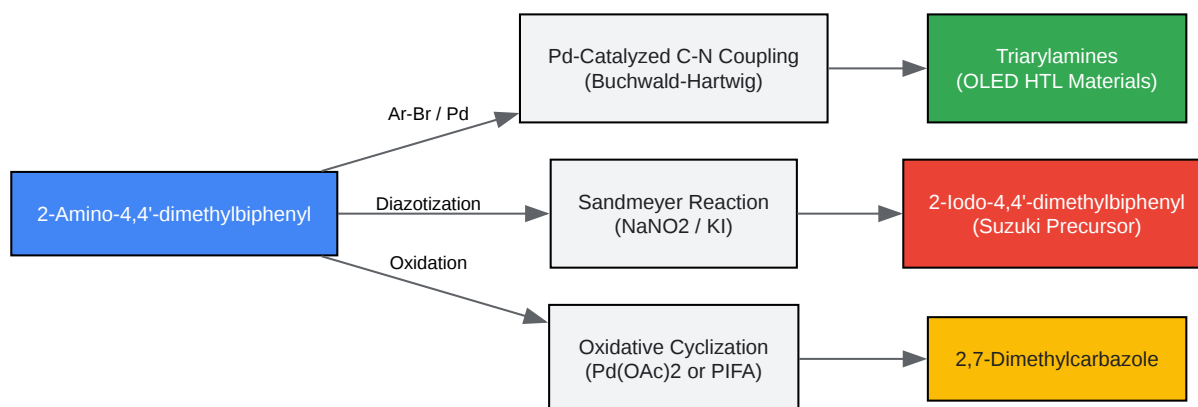 Pd-Catalyzed C-N Coupling
(Buchwald-Hartwig)
Triarylamines
(OLED HTL Materials)
Ar-Br / Pd
2-Amino-4,4'-dimethylbiphenyl
Diazotization
Sandmeyer Reaction
(NaNO2 / KI)
2-Iodo-4,4'-dimethylbiphenyl
(Suzuki Precursor)
Oxidation
Oxidative Cyclization
(Pd(OAc)2 or PIFA)
2,7-Dimethylcarbazole